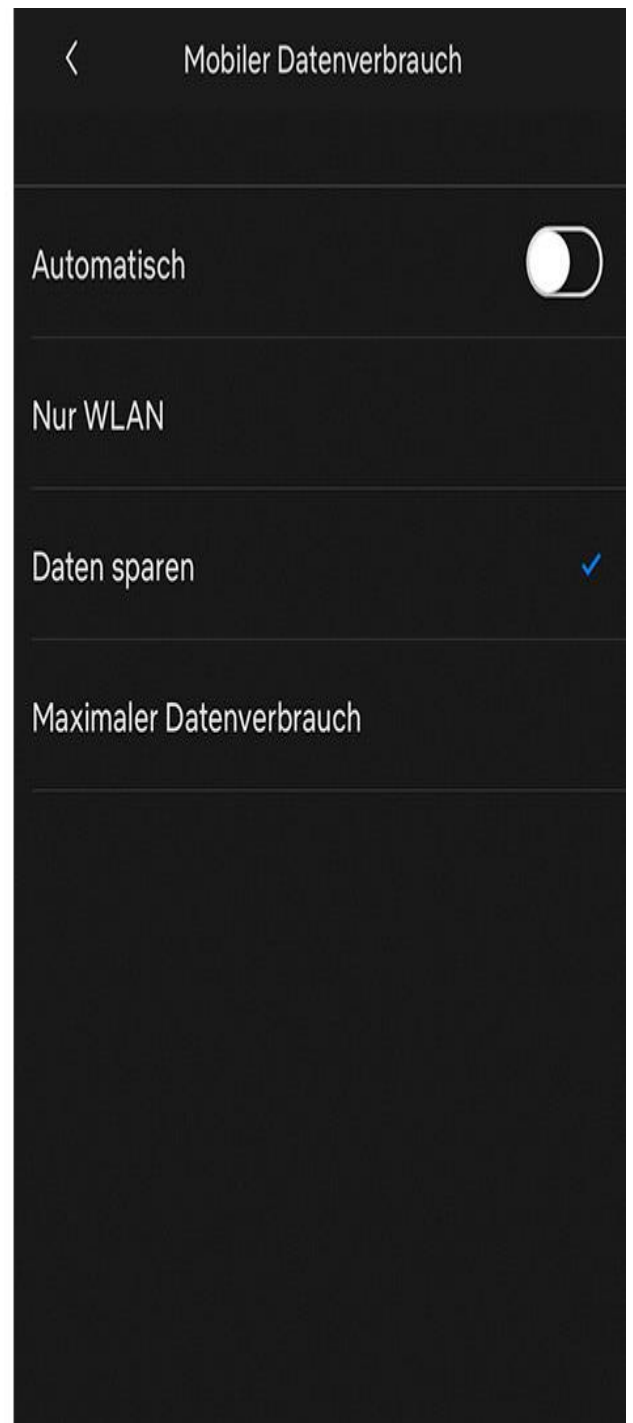 Mobiler Datenverbrauch
Automatisch
Nur WLAN
Daten sparen
Maximaler Datenverbrauch